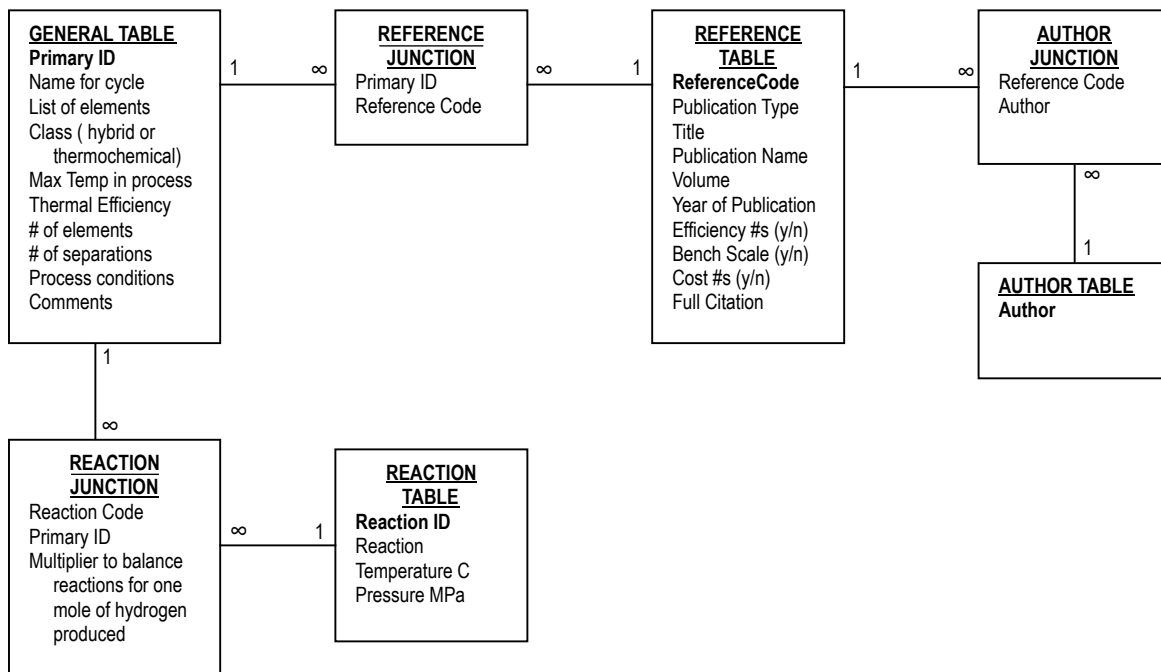 GENERAL TABLE
Primary ID
Name for cycle
List of elements
Class ( hybrid or
thermochemical)
Max Temp in process
Thermal Efficiency
# of elements
# of separations
Process conditions
Comments
1
∞
REFERENCE
JUNCTION
Primary ID
Reference Code
∞
1
REFERENCE
TABLE
ReferenceCode
Publication Type
Title
Publication Name
Volume
Year of Publication
Efficiency #s (y/n)
Bench Scale (y/n)
Cost #s (y/n)
Full Citation
1
∞
AUTHOR
JUNCTION
Reference Code
Author
∞
1
AUTHOR TABLE
Author
1
∞
REACTION
JUNCTION
Reaction Code
Primary ID
Multiplier to balance
reactions for one
mole of hydrogen
produced
∞
1
REACTION
TABLE
Reaction ID
Reaction
Temperature C
Pressure MPa